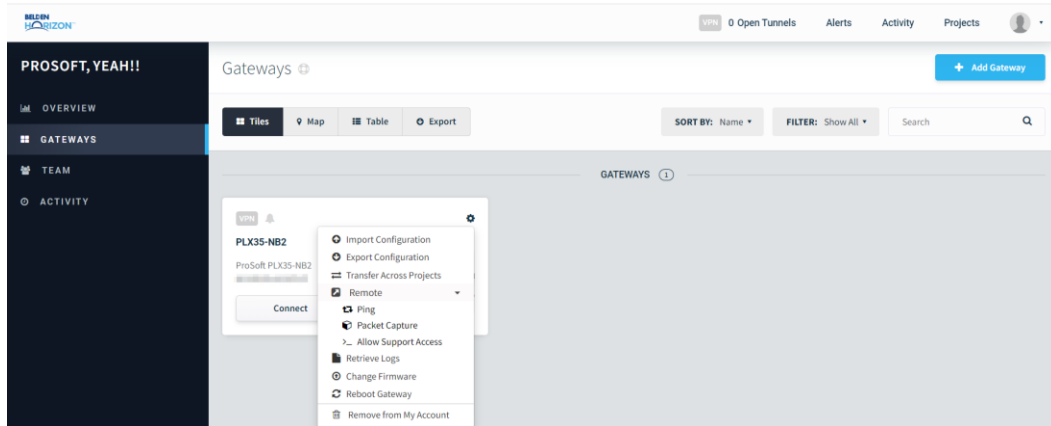 BELDEN
HORIZON
VPN 0 Open Tunnels Alerts Activity Projects
PROSOFT, YEAH!!
Gateways
+ Add Gateway
OVERVIEW
GATEWAYS
TEAM
ACTIVITY
Tiles Map Table Export
SORT BY: Name FILTER: Show All Search
GATEWAYS 1
VPN
PLX35-NB2
ProSoft PLX35-NB2
Connect
Import Configuration
Export Configuration
Transfer Across Projects
Remote
Ping
Packet Capture
>_ Allow Support Access
Retrieve Logs
Change Firmware
Reboot Gateway
Remove from My Account